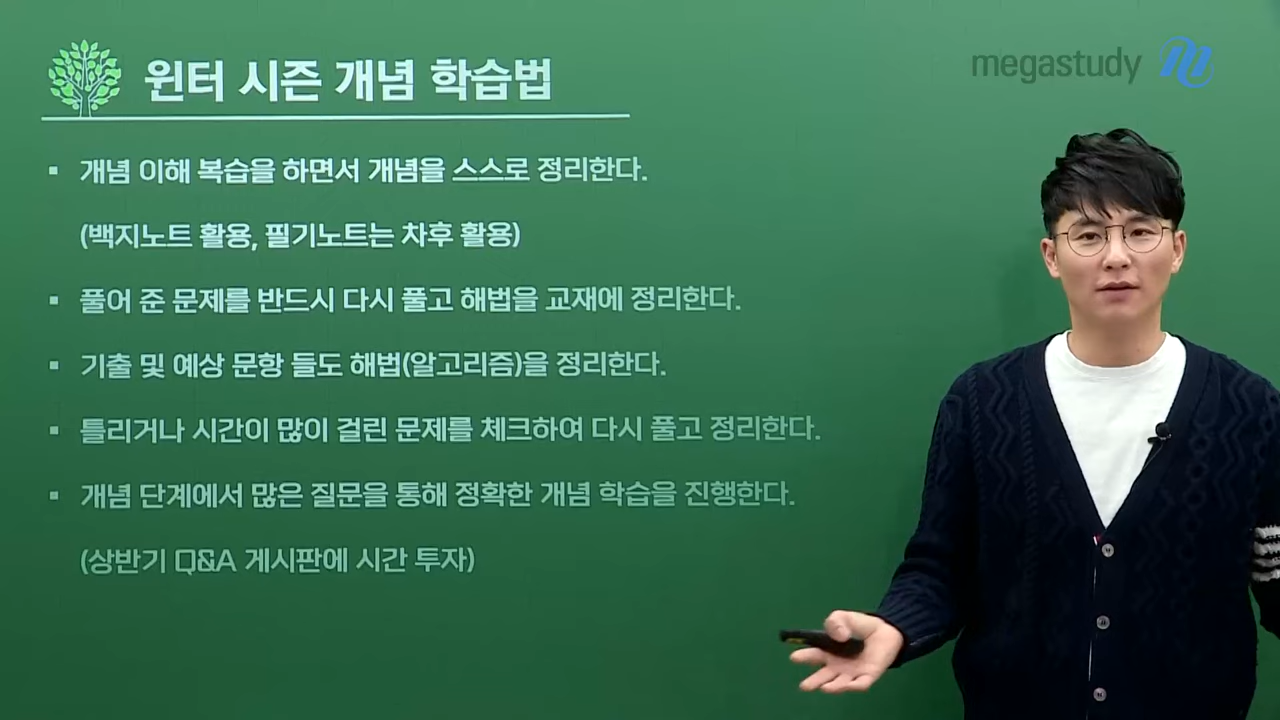 윈터 시즌 개념 학습법
megastudy
▪ 개념 이해 복습을 하면서 개념을 스스로 정리한다.
(백지노트 활용, 필기노트는 차후 활용)
▪ 풀어 준 문제를 반드시 다시 풀고 해법을 교재에 정리한다.
▪ 기출 및 예상 문항 들도 해법(알고리즘)을 정리한다.
▪ 틀리거나 시간이 많이 걸린 문제를 체크하여 다시 풀고 정리한다.
▪ 개념 단계에서 많은 질문을 통해 정확한 개념 학습을 진행한다.
(상반기 Q&A 게시판에 시간 투자)